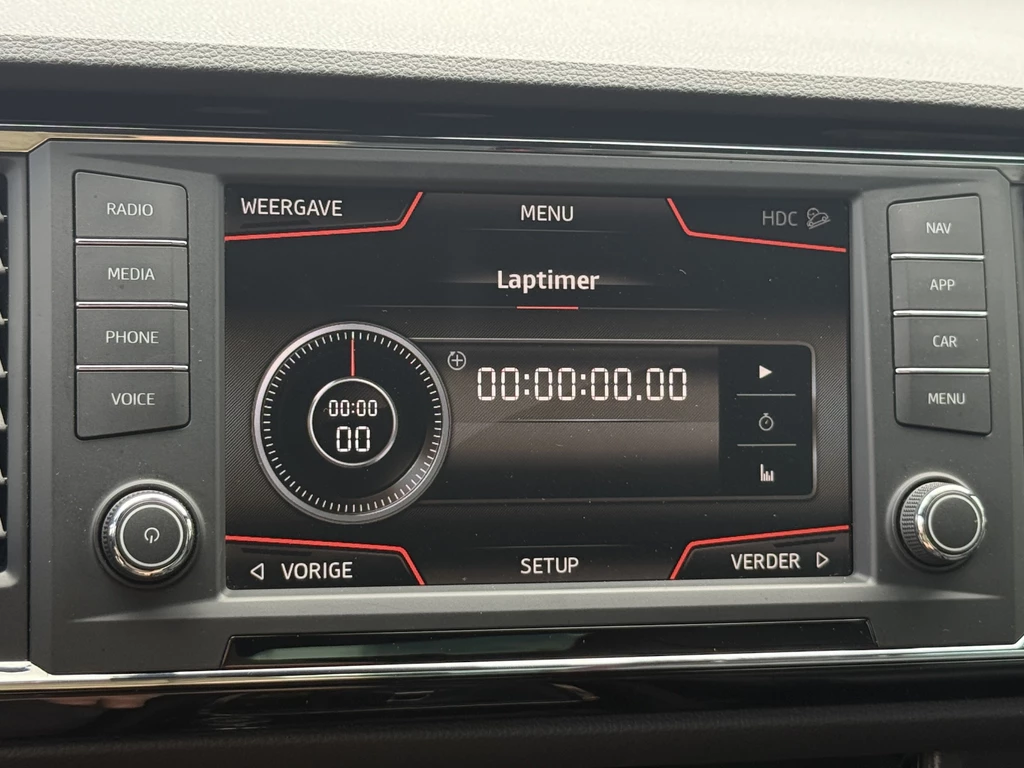 RADIO
MEDIA
PHONE
VOICE
WEERGAVE
MENU
HDC
Laptimer
00:00
00
00:00:00.00
VORIGE
SETUP
VERDER
NAV
APP
CAR
MENU